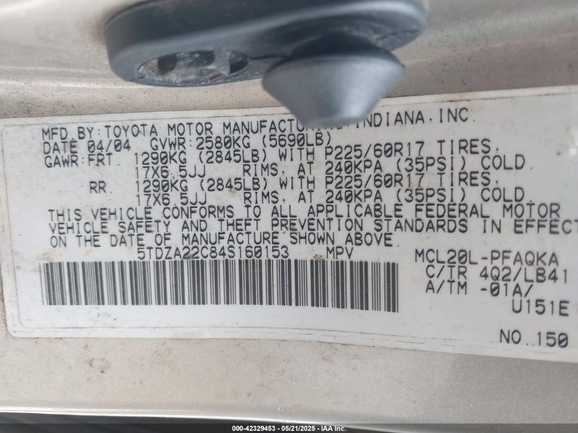 MFD.BY:TOYOTA MOTOR MANUFACTUR INDIANA,INC.
DATE 04/04 GVWR:2580KG (5690LB)
GAWR:FRT 1290KG (2845LB) WITH P225/60R17 TIRES.
17X6.5JJ RIMS, AT 240KPA (35PSI) COLD
RR 1290KG (2845LB) WITH P225/60R17 TIRES.
17X6.5JJ RIMS, AT 240KPA (35PSI) COLD.
THIS VEHICLE CONFORMS TO ALL APPLICABLE FEDERAL MOTOR
VEHICLE SAFETY AND THEFT PREVENTION STANDARDS IN EFFECT
ON THE DATE OF MANUFACTURE SHOWN ABOVE.
5TDZA22C84S160153 MPV MCL20L-PFAQKA
C/TR 4Q2/LB41
A/TM -01A/
U151E
NO. 150
000-42329453 - 05/21/2025 - IAA Inc.